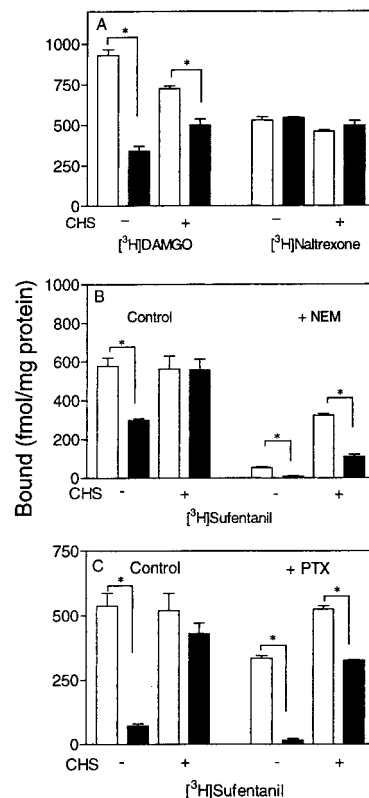 Bound (fmol/mg protein)
A
1000
750
500
250
0
* *
CHS - + - +
[³H]DAMGO [³H]Naltrexone
B
1000
800
600
400
200
0
Control + NEM
* * *
CHS - + - +
[³H]Sufentanil
C
750
500
250
0
Control + PTX
* * *
CHS - + - +
[³H]Sufentanil